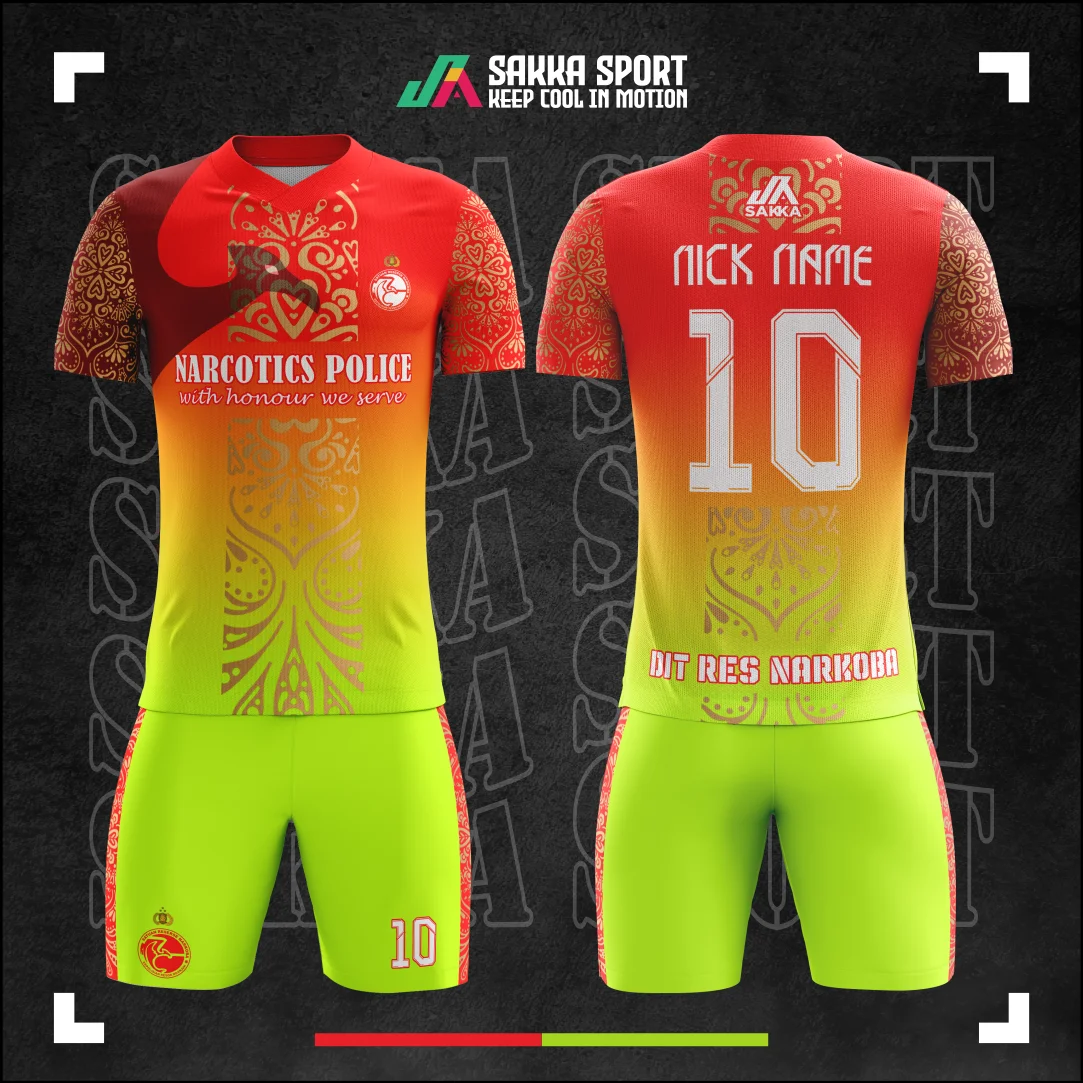 SAKKA SPORT
KEEP COOL IN MOTION
NARCOTICS POLICE
with honour we serve
10
SAKKA
NICK NAME
10
DIT RES NARKOBA